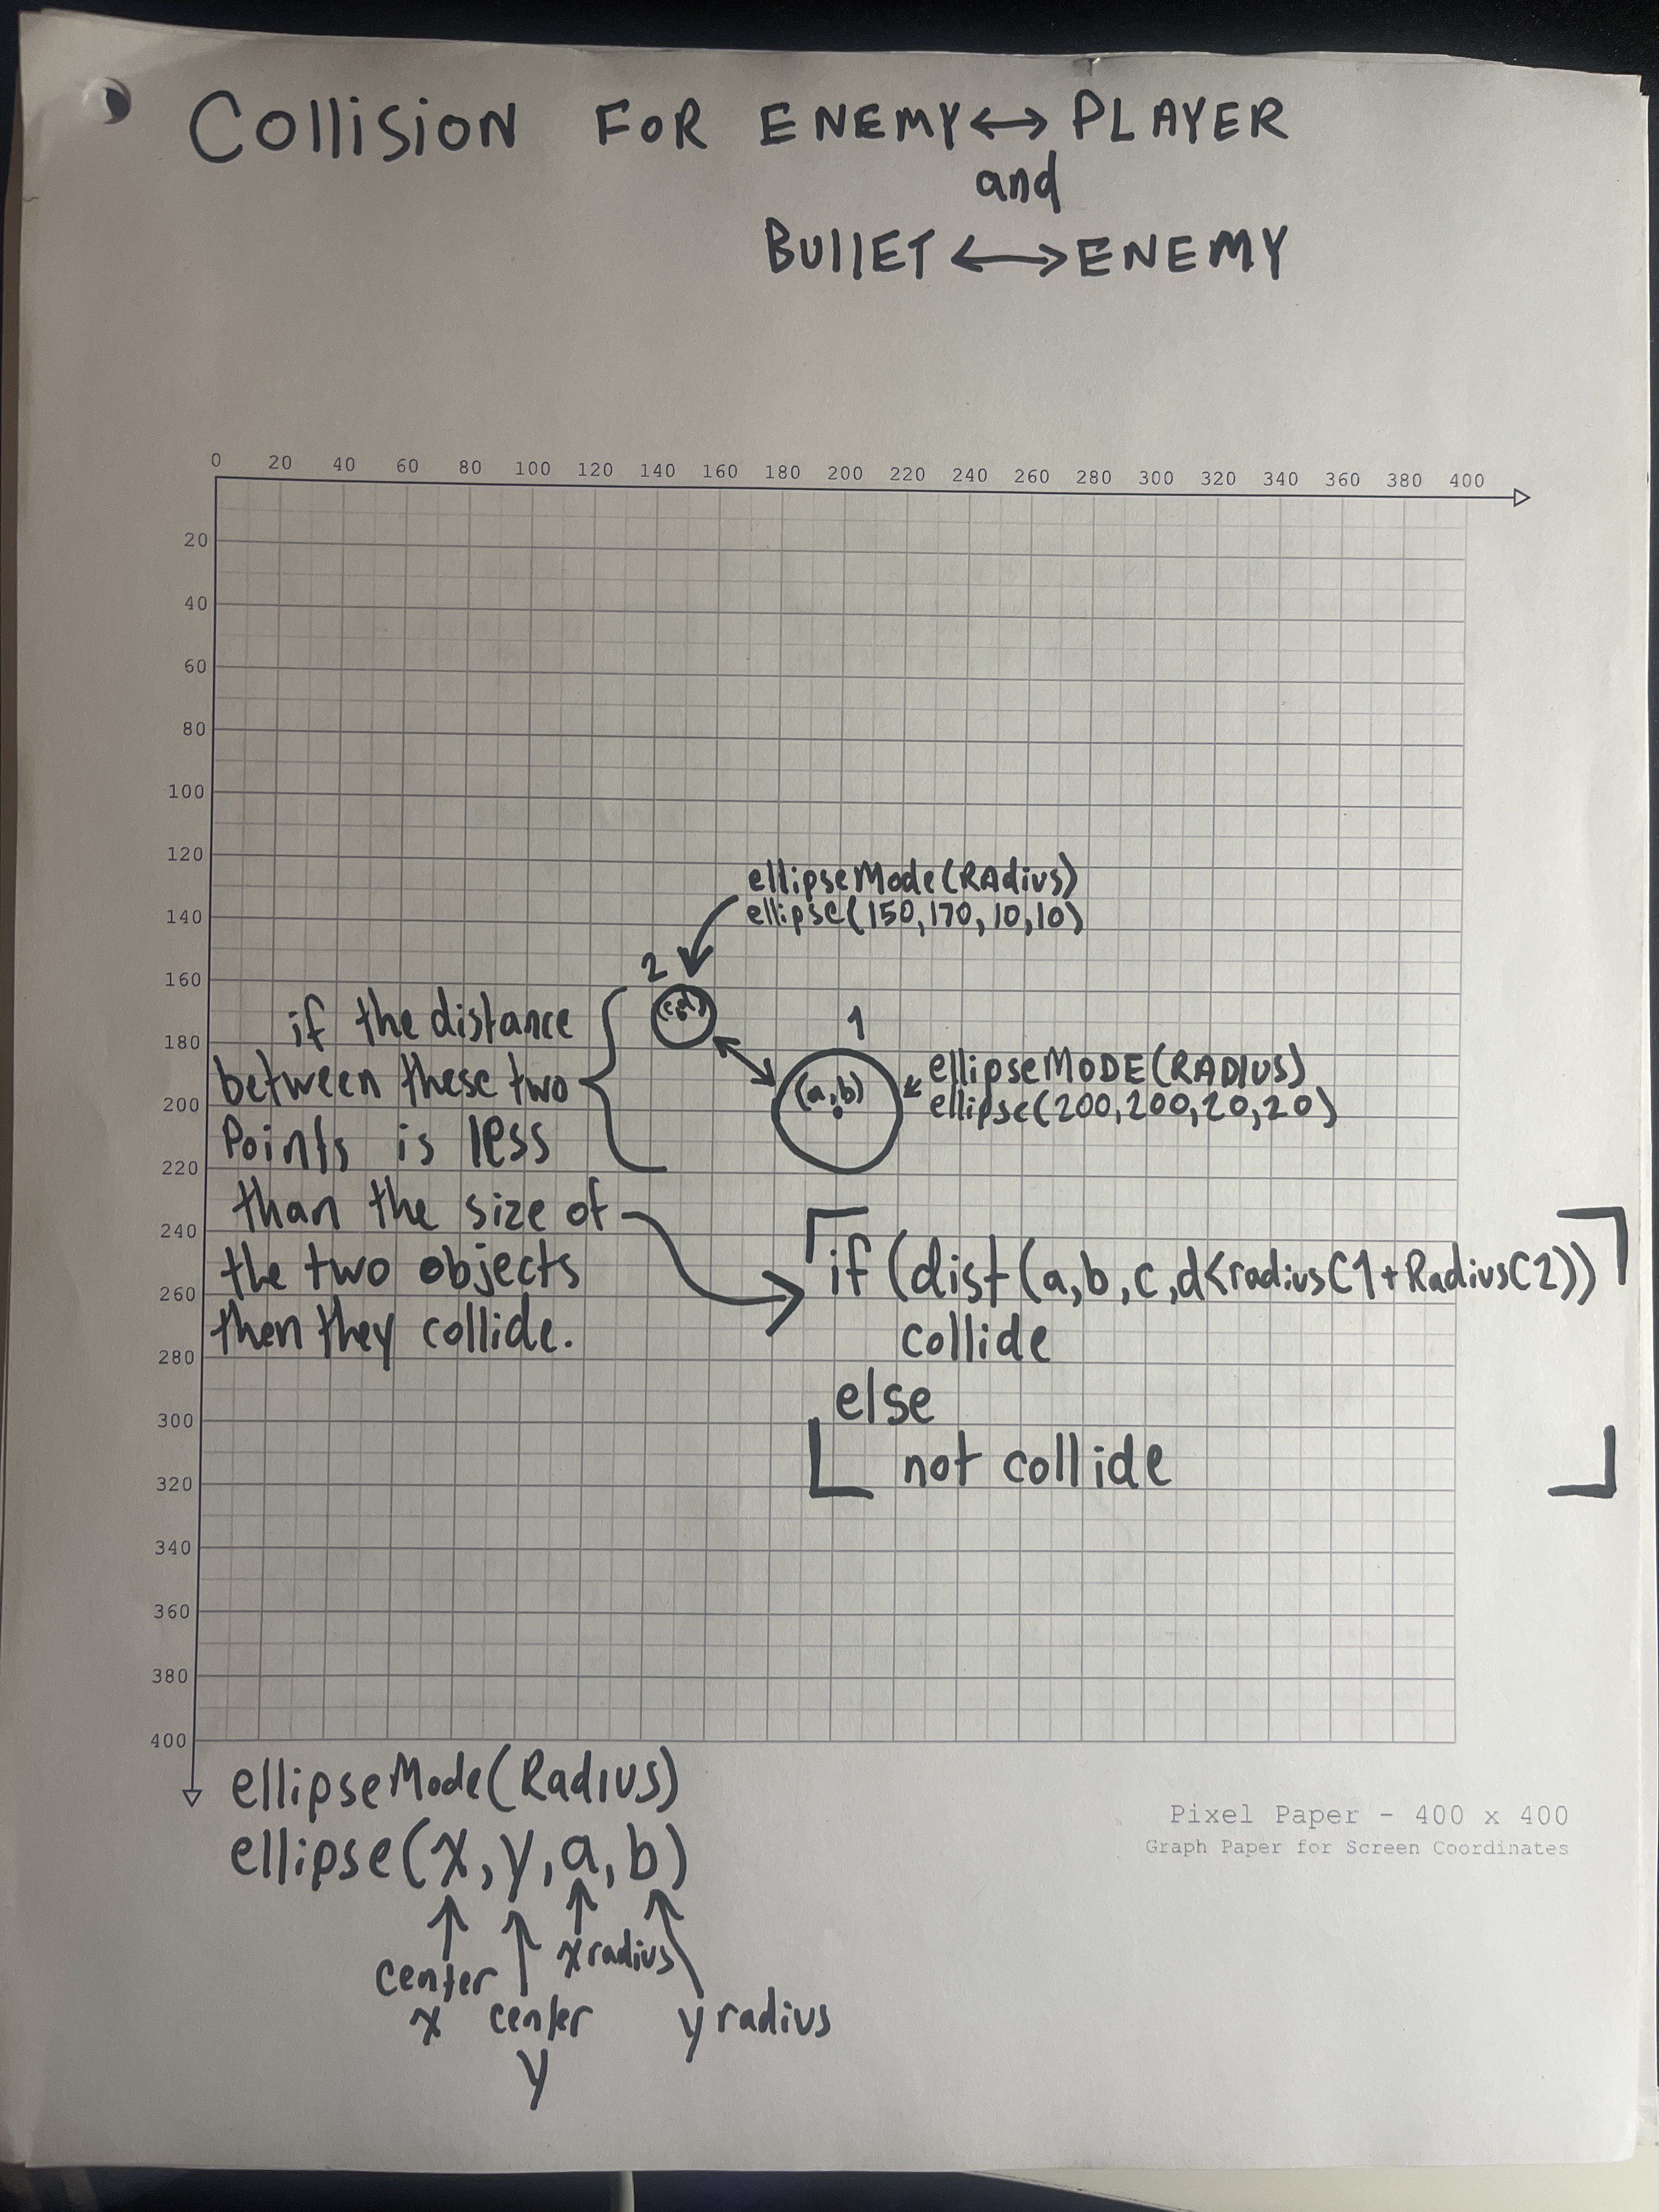 Collision FOR ENEMY↔PLAYER
and
BUllET↔ENEMY
0 20 40 60 80 100 120 140 160 180 200 220 240 260 280 300 320 340 360 380 400
20
40
60
80
100
120
140
160
180
200
220
240
260
280
300
320
340
360
380
400
ellipseMode(RAdius)
ellipse(150,170,10,10)
2
(c,d)
1
(a,b)
ellipseMODE(RADIUS)
ellipse(200,200,20,20)
if the distance
between these two
Points is less
than the size of
the two objects
then they collide.
if (dist(a,b,c,d<radiusC1+RadiusC2))
collide
else
not collide
ellipseMode(RadiUS)
ellipse(x,y,a,b)
center
x
center
y
xradius
y radius
Pixel Paper - 400 x 400
Graph Paper for Screen Coordinates